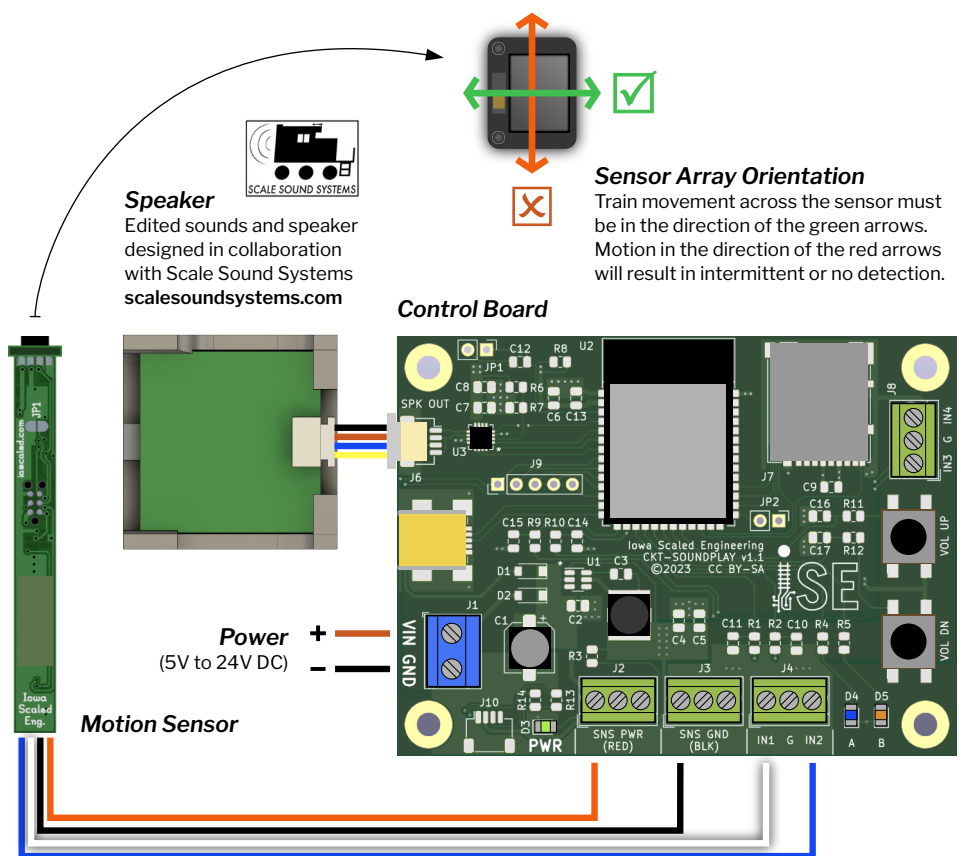 SCALE SOUND SYSTEMS
Speaker
Edited sounds and speaker
designed in collaboration
with Scale Sound Systems
scalesoundsystems.com
Sensor Array Orientation
Train movement across the sensor must
be in the direction of the green arrows.
Motion in the direction of the red arrows
will result in intermittent or no detection.
Control Board
JP1
iascaled.com
Iowa
Scaled
Eng.
Motion Sensor
Power
(5V to 24V DC)
+
−
C12
R8
U2
JP1
C8
R6
C7
R7
C6
C13
SPK OUT
U3
*
J6
J9
J7
J8
IN4
G
IN3
C9
JP2
C16
R11
C17
R12
VOL UP
C15 R9 R10 C14
Iowa Scaled Engineering
CKT-SOUNDPLAY v1.1
©2023 CC BY-SA
ISE
*
U1
C3
D1
D2
C2
J1
VIN GND
C1
+
R3
C4 C5
C11 R1 R2 C10 R4 R5
VOL DN
J2
J3
J4
R14
R13
J10
D3
PWR
SNS PWR
(RED)
SNS GND
(BLK)
IN1 G IN2
D4 D5
A B